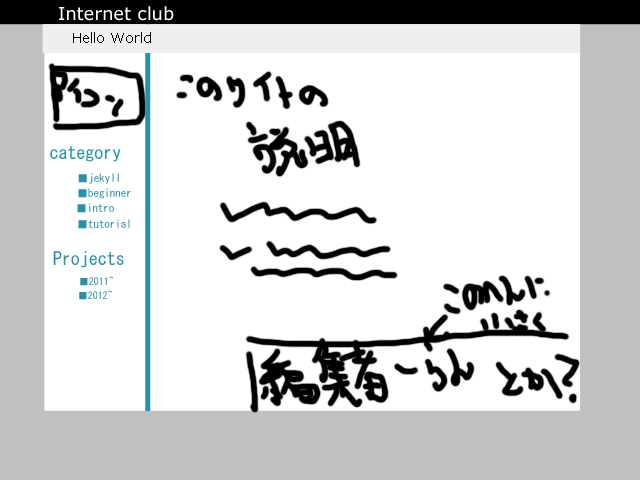 Internet club
Hello World
アイコン
category
■jekyll
■beginner
■intro
■tutorial
Projects
■2011~
■2012~
このサイトの
説明
このへんに
小さく
編集者一らん とか?